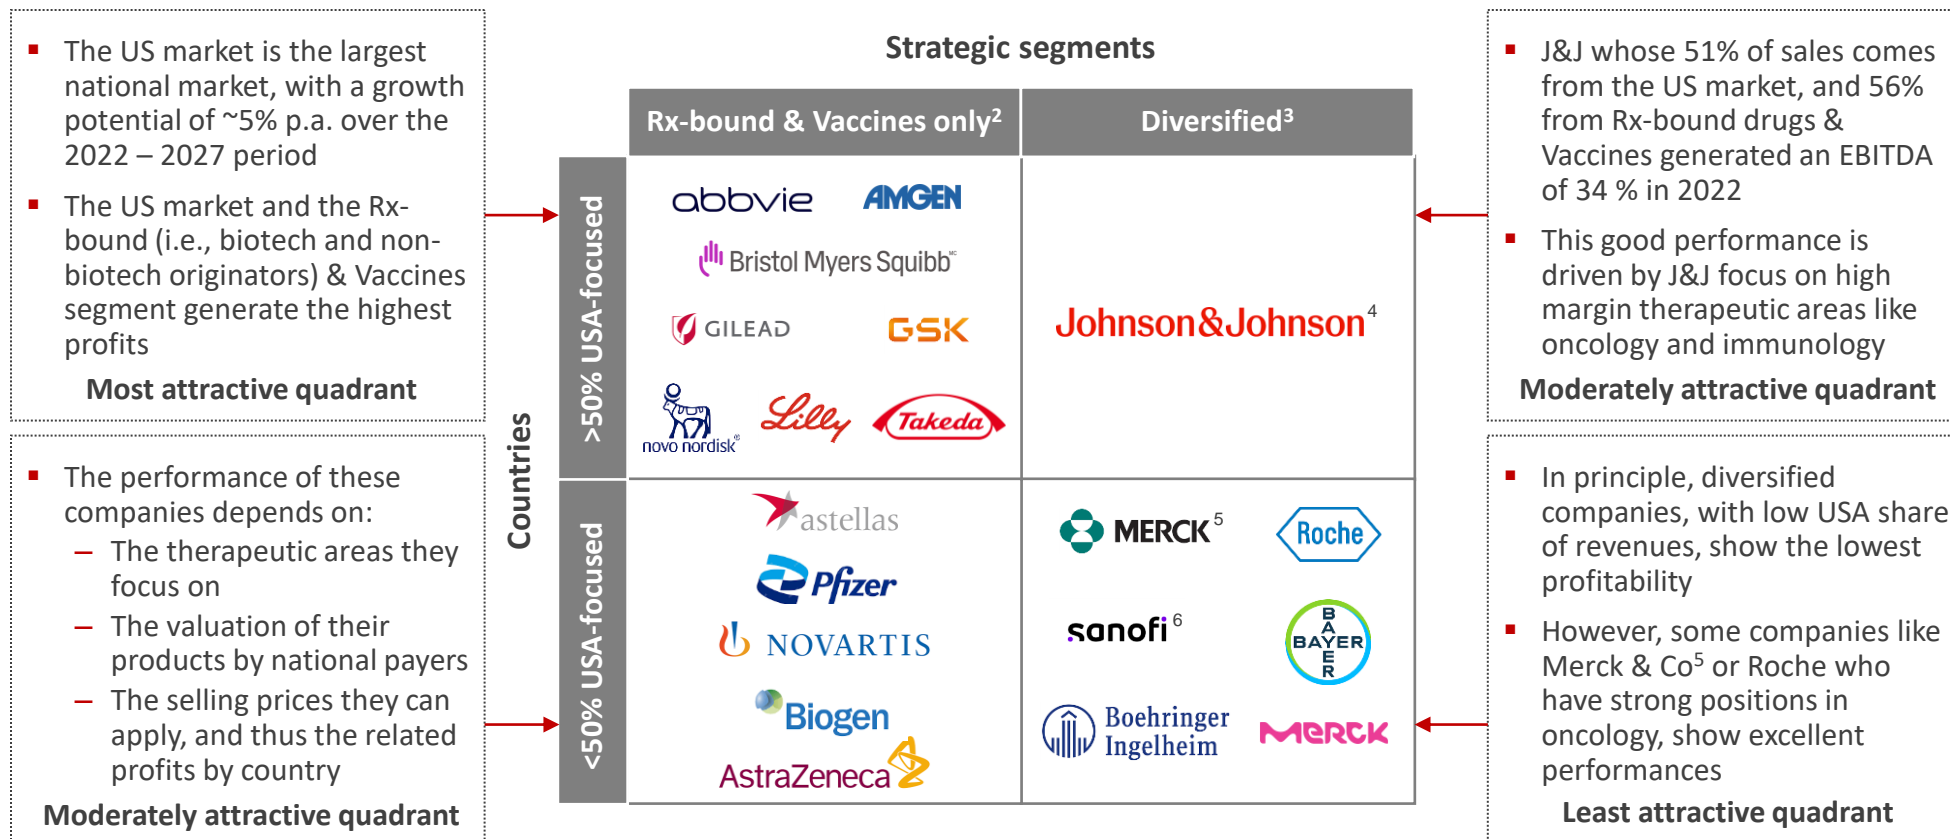 ▪ The US market is the largest
national market, with a growth
potential of ~5% p.a. over the
2022 – 2027 period
▪ The US market and the Rx-
bound (i.e., biotech and non-
biotech originators) & Vaccines
segment generate the highest
profits
Most attractive quadrant
▪ The performance of these
companies depends on:
– The therapeutic areas they
focus on
– The valuation of their
products by national payers
– The selling prices they can
apply, and thus the related
profits by country
Moderately attractive quadrant
Strategic segments
Rx-bound & Vaccines only²
Diversified³
Countries
>50% USA-focused
abbvie
AMGEN
Bristol Myers Squibb™
GILEAD
GSK
novo nordisk®
Lilly
Takeda
Johnson&Johnson⁴
<50% USA-focused
astellas
Pfizer
NOVARTIS
Biogen
AstraZeneca
MERCK⁵
Roche
sanofi⁶
BAYER
BAYER
Boehringer
Ingelheim
MERCK
▪ J&J whose 51% of sales comes
from the US market, and 56%
from Rx-bound drugs &
Vaccines generated an EBITDA
of 34 % in 2022
▪ This good performance is
driven by J&J focus on high
margin therapeutic areas like
oncology and immunology
Moderately attractive quadrant
▪ In principle, diversified
companies, with low USA share
of revenues, show the lowest
profitability
▪ However, some companies like
Merck & Co⁵ or Roche who
have strong positions in
oncology, show excellent
performances
Least attractive quadrant